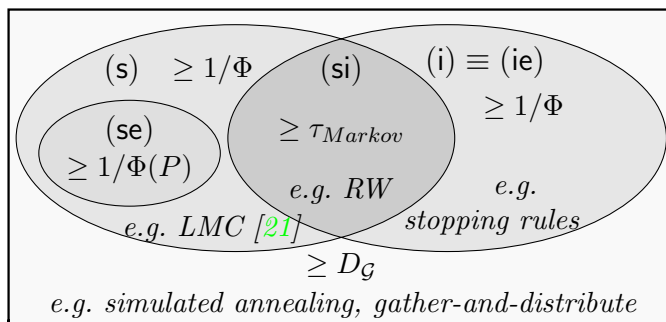 (s) ≥ 1/Φ (si) (i) ≡ (ie)
≥ 1/Φ
(se)
≥ 1/Φ(P) ≥ τ_Markov
e.g. RW e.g.
e.g. LMC [21] stopping rules
≥ D_𝒢
e.g. simulated annealing, gather-and-distribute